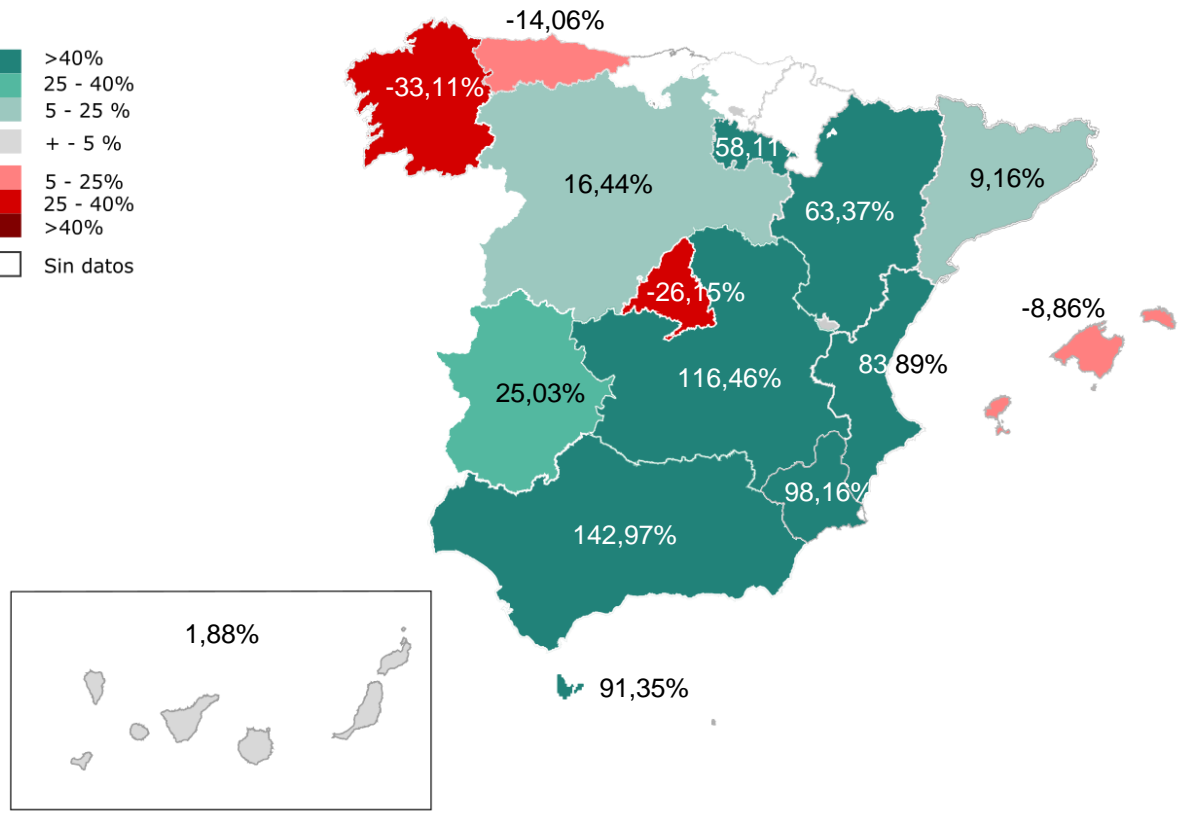 -14,06%
>40%
25 - 40%
5 - 25 %
+ - 5 %
5 - 25%
25 - 40%
>40%
Sin datos
-33,11%
58,11
16,44%
9,16%
63,37%
-26,15%
-8,86%
83,89%
116,46%
25,03%
98,16%
142,97%
1,88%
91,35%